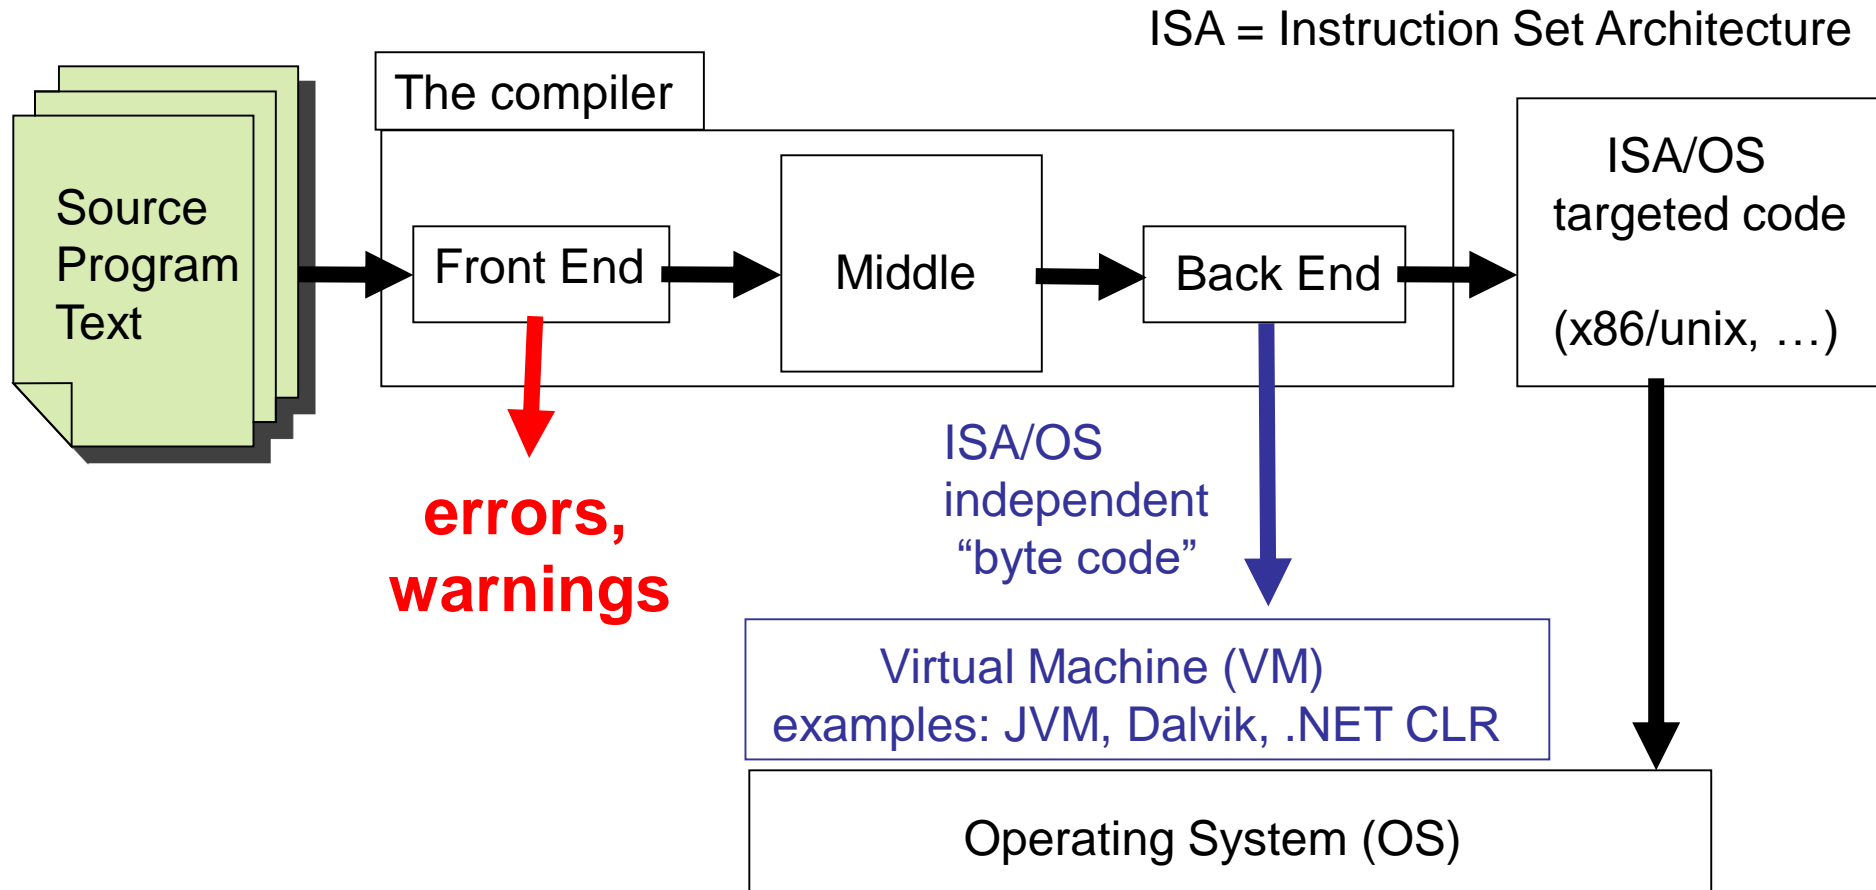 ISA = Instruction Set Architecture
The compiler
Source
Program
Text
Front End
Middle
Back End
ISA/OS
targeted code
(x86/unix, …)
errors,
warnings
ISA/OS
independent
“byte code”
Virtual Machine (VM)
examples: JVM, Dalvik, .NET CLR
Operating System (OS)